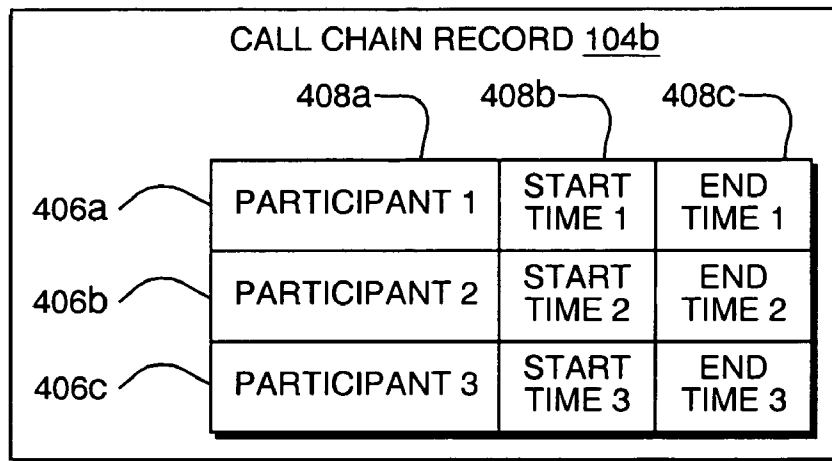 CALL CHAIN RECORD 104b
408a 408b 408c
406a PARTICIPANT 1 START TIME 1 END TIME 1
406b PARTICIPANT 2 START TIME 2 END TIME 2
406c PARTICIPANT 3 START TIME 3 END TIME 3